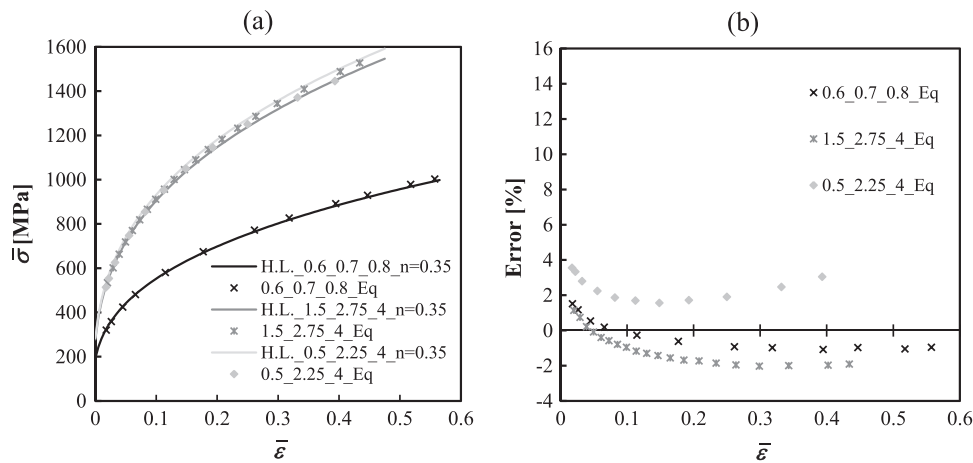 (a)
1600
1400
1200
1000
800
600
400
200
0
σ̅ [MPa]
H.L._0.6_0.7_0.8_n=0.35
0.6_0.7_0.8_Eq
H.L._1.5_2.75_4_n=0.35
1.5_2.75_4_Eq
H.L._0.5_2.25_4_n=0.35
0.5_2.25_4_Eq
0 0.1 0.2 0.3 0.4 0.5 0.6
ε̅
(b)
16
14
12
10
8
6
4
2
0
-2
-4
Error [%]
0.6_0.7_0.8_Eq
1.5_2.75_4_Eq
0.5_2.25_4_Eq
0 0.1 0.2 0.3 0.4 0.5 0.6
ε̅